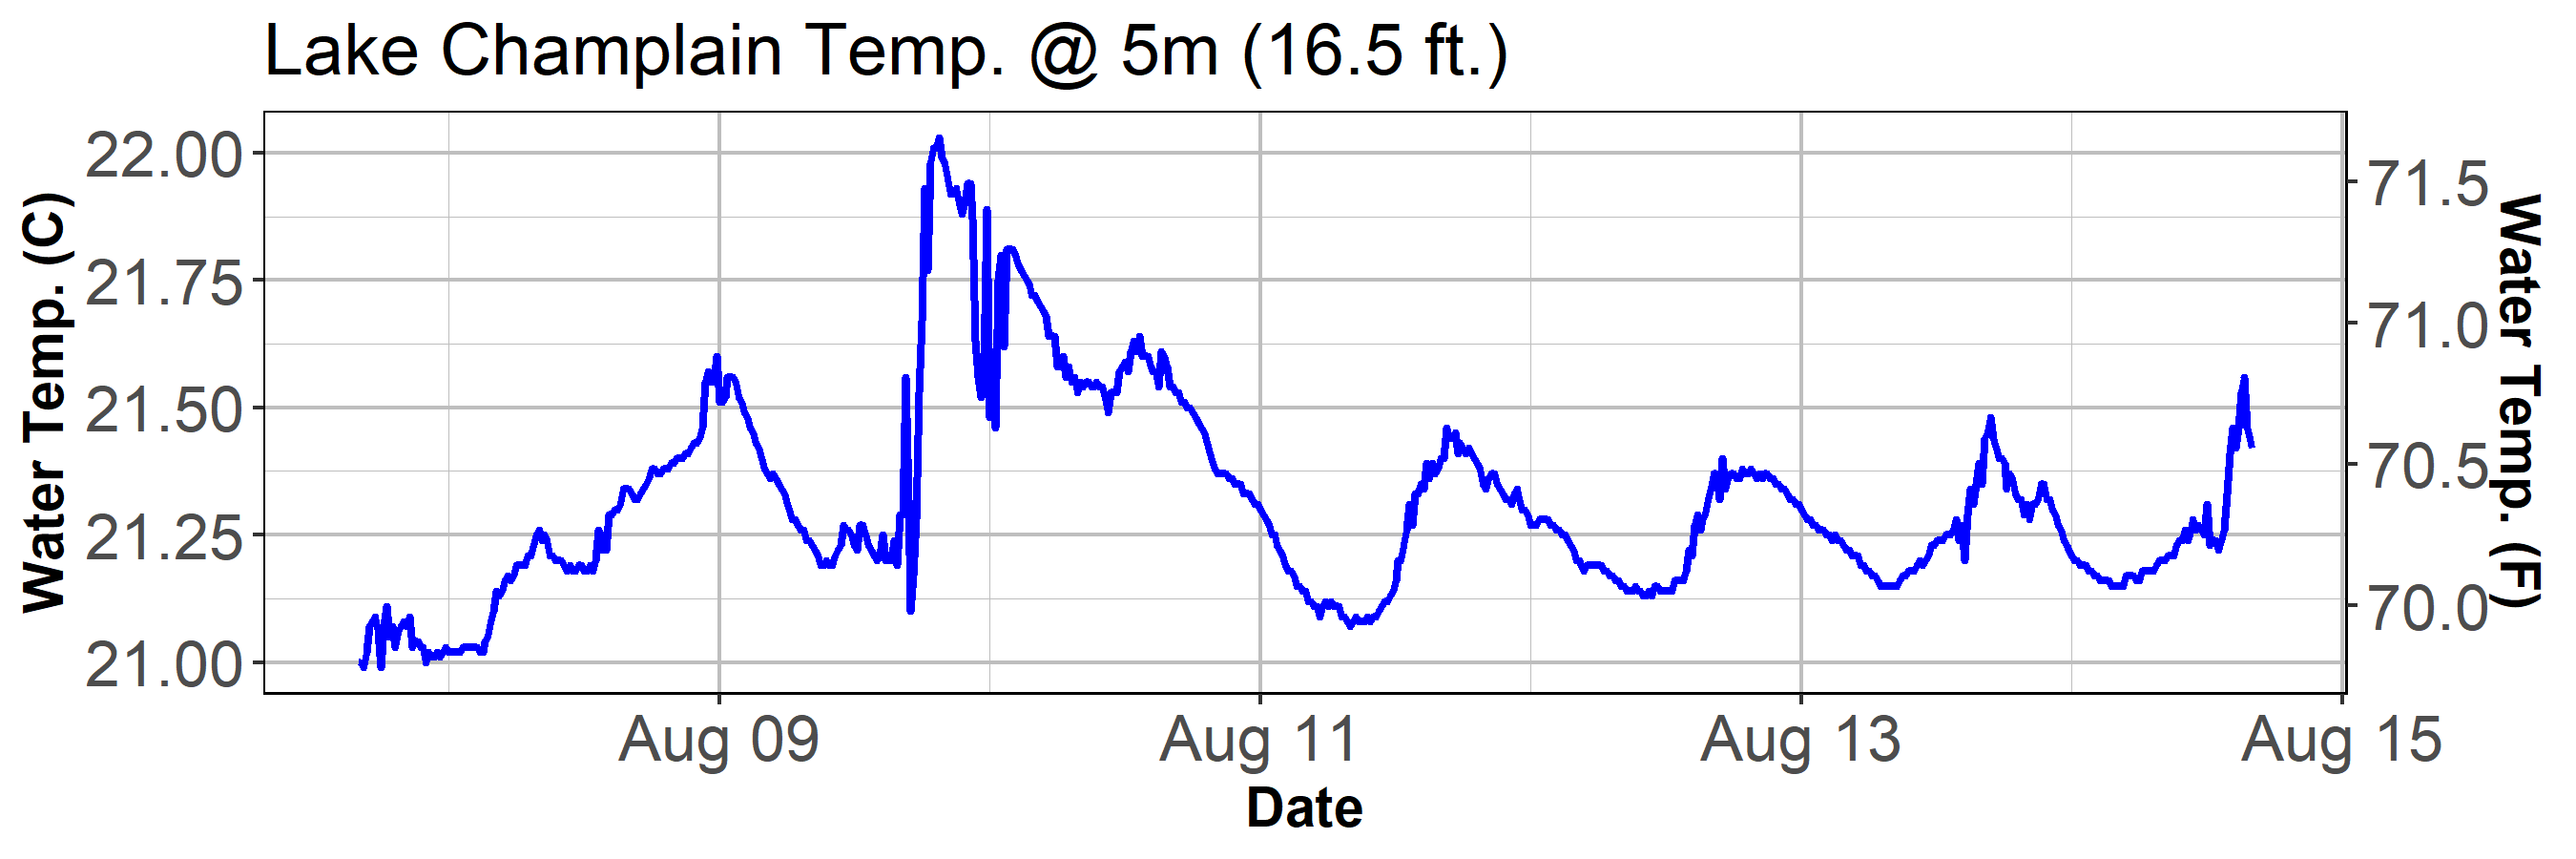 Lake Champlain Temp. @ 5m (16.5 ft.)
Water Temp. (C)
22.00
21.75
21.50
21.25
21.00
71.5
71.0
70.5
70.0
Water Temp. (F)
Aug 09 Aug 11 Aug 13 Aug 15
Date